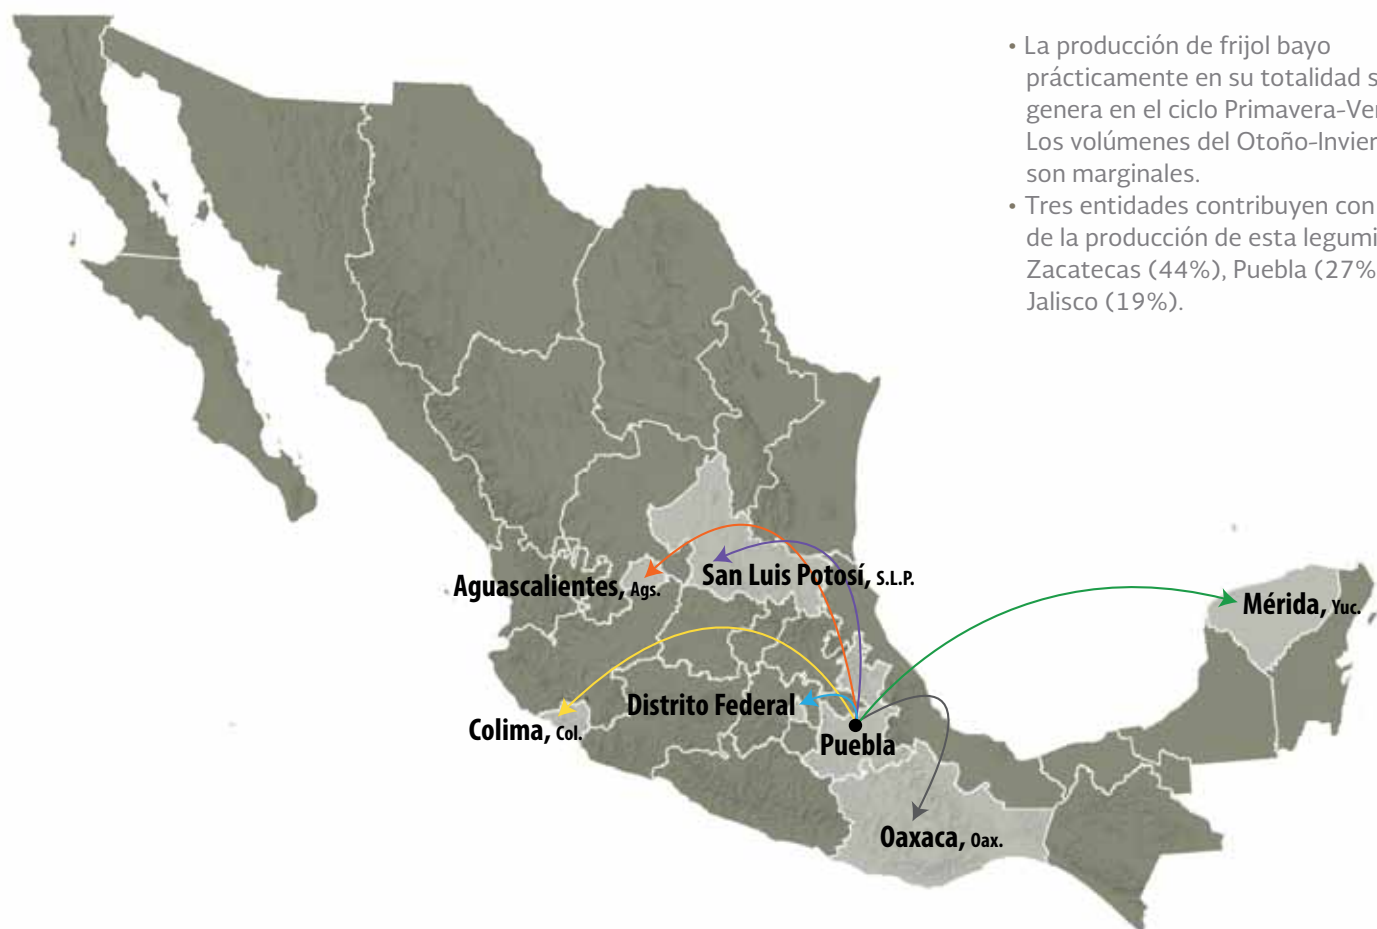 • La producción de frijol bayo
prácticamente en su totalidad s
genera en el ciclo Primavera-Ver
Los volúmenes del Otoño-Invier
son marginales.
• Tres entidades contribuyen con
de la producción de esta legumi
Zacatecas (44%), Puebla (27%
Jalisco (19%).
Aguascalientes, Ags.
San Luis Potosí, S.L.P.
Mérida, Yuc.
Distrito Federal
Colima, Col.
Puebla
Oaxaca, Oax.